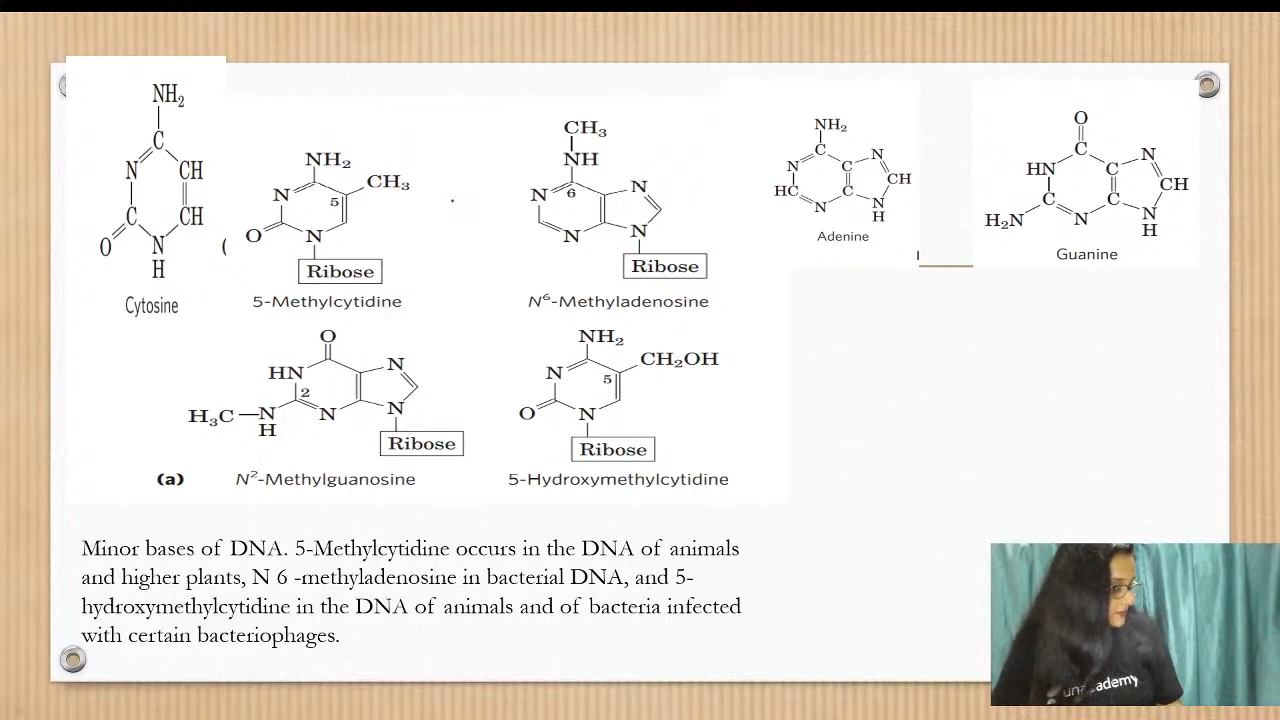 NH₂
C
N
CH
C
CH
O
N
H
Cytosine
(
NH₂
CH₃
N
5
O
N
Ribose
5-Methylcytidine
CH₃
NH
N
6
N
N
N
Ribose
N⁶-Methyladenosine
NH₂
C
N
C
N
CH
HC
C
N
N
H
Adenine
O
C
HN
C
N
CH
H₂N
C
C
N
N
H
Guanine
O
HN
N
2
H₃C
N
H
N
N
Ribose
(a)
N²-Methylguanosine
NH₂
CH₂OH
N
5
O
N
Ribose
5-Hydroxymethylcytidine
Minor bases of DNA. 5-Methylcytidine occurs in the DNA of animals
and higher plants, N 6 -methyladenosine in bacterial DNA, and 5-
hydroxymethylcytidine in the DNA of animals and of bacteria infected
with certain bacteriophages.
unacademy